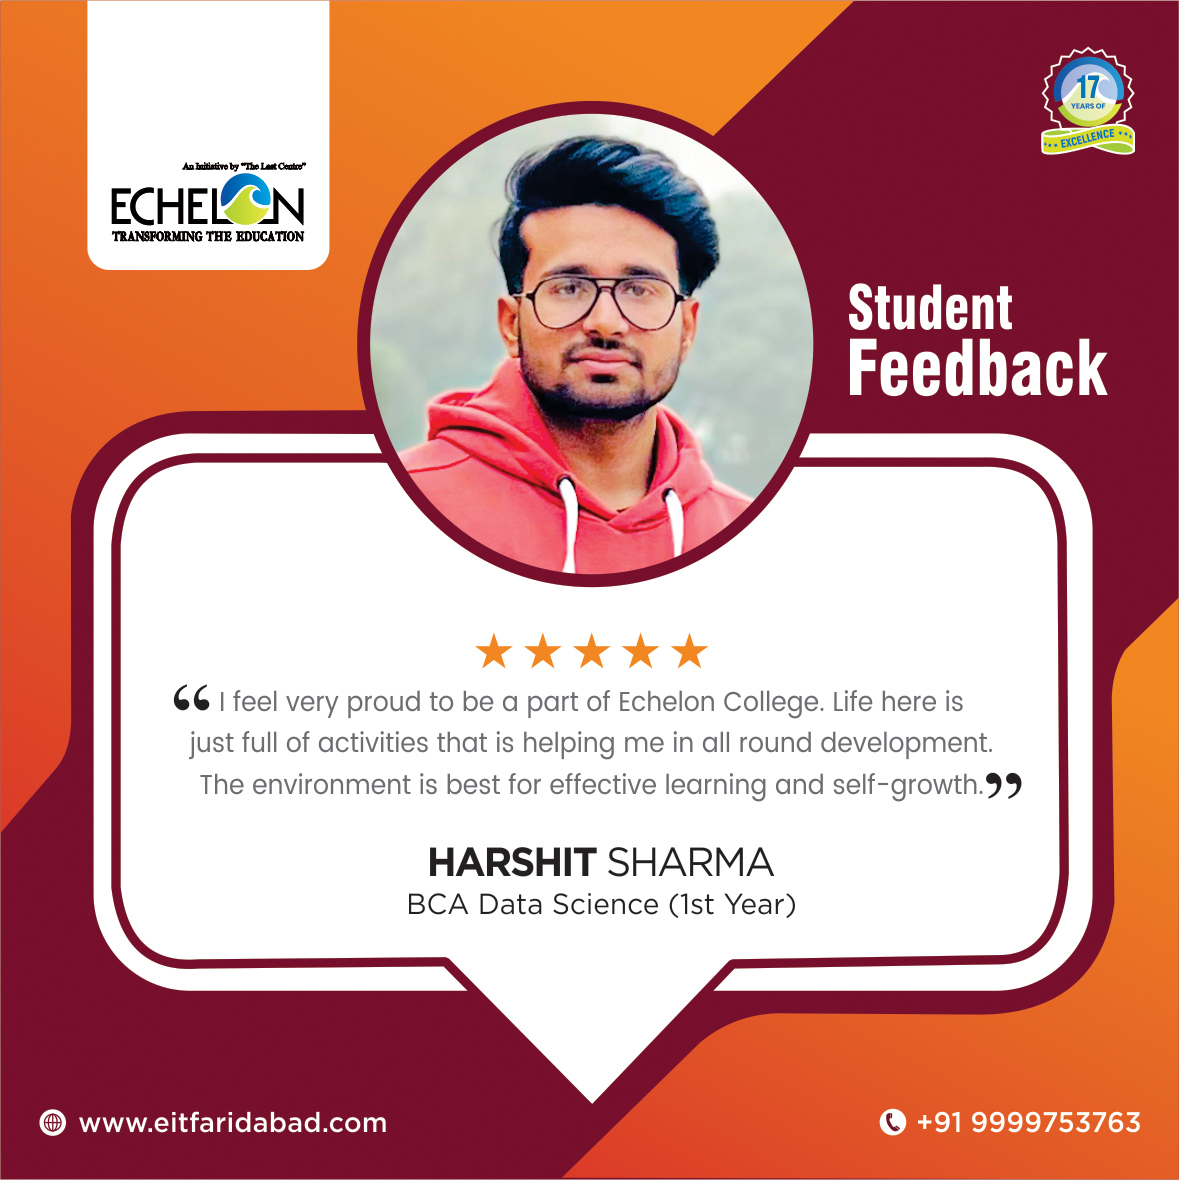 An Initiative by "The Last Centre"
ECHELON
TRANSFORMING THE EDUCATION
17
YEARS OF
EXCELLENCE
Student
Feedback
“ I feel very proud to be a part of Echelon College. Life here is
just full of activities that is helping me in all round development.
The environment is best for effective learning and self-growth.”
HARSHIT SHARMA
BCA Data Science (1st Year)
www.eitfaridabad.com
+91 9999753763